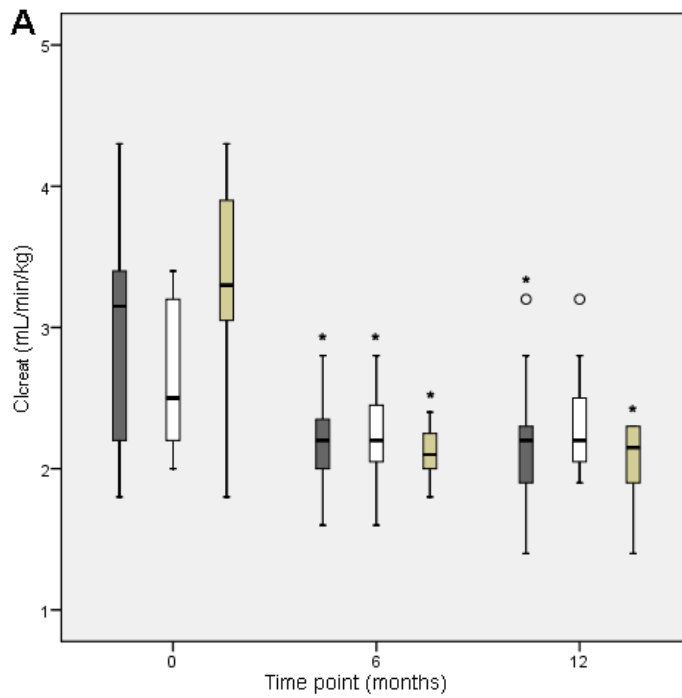 A
5
4
3
2
1
Clcreat (mL/min/kg)
* * *
* *
0 6 12
Time point (months)